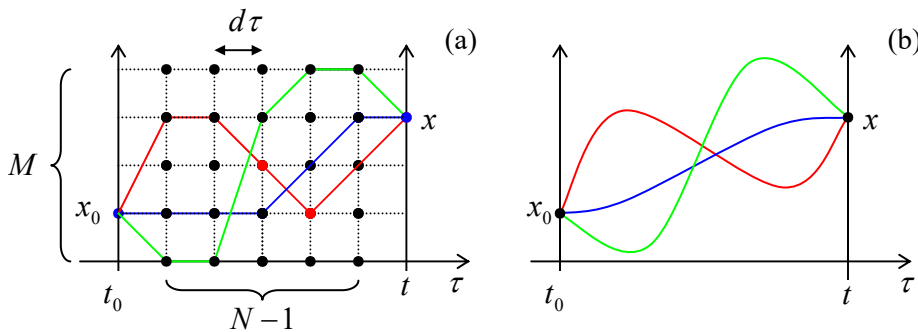 dτ
(a)
M
x
x₀
t₀
t
τ
N − 1
(b)
x
x₀
t₀
t
τ